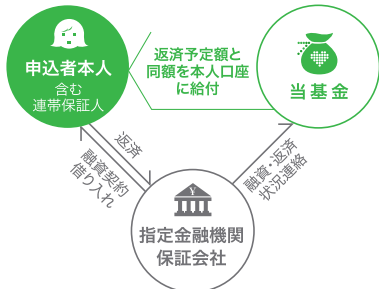 申込者本人
含む
連帯保証人
返済予定額と
同額を本人口座
に給付
当基金
返済
融資契約
借り入れ
融資・返済
状況連絡
¥
指定金融機関
保証会社